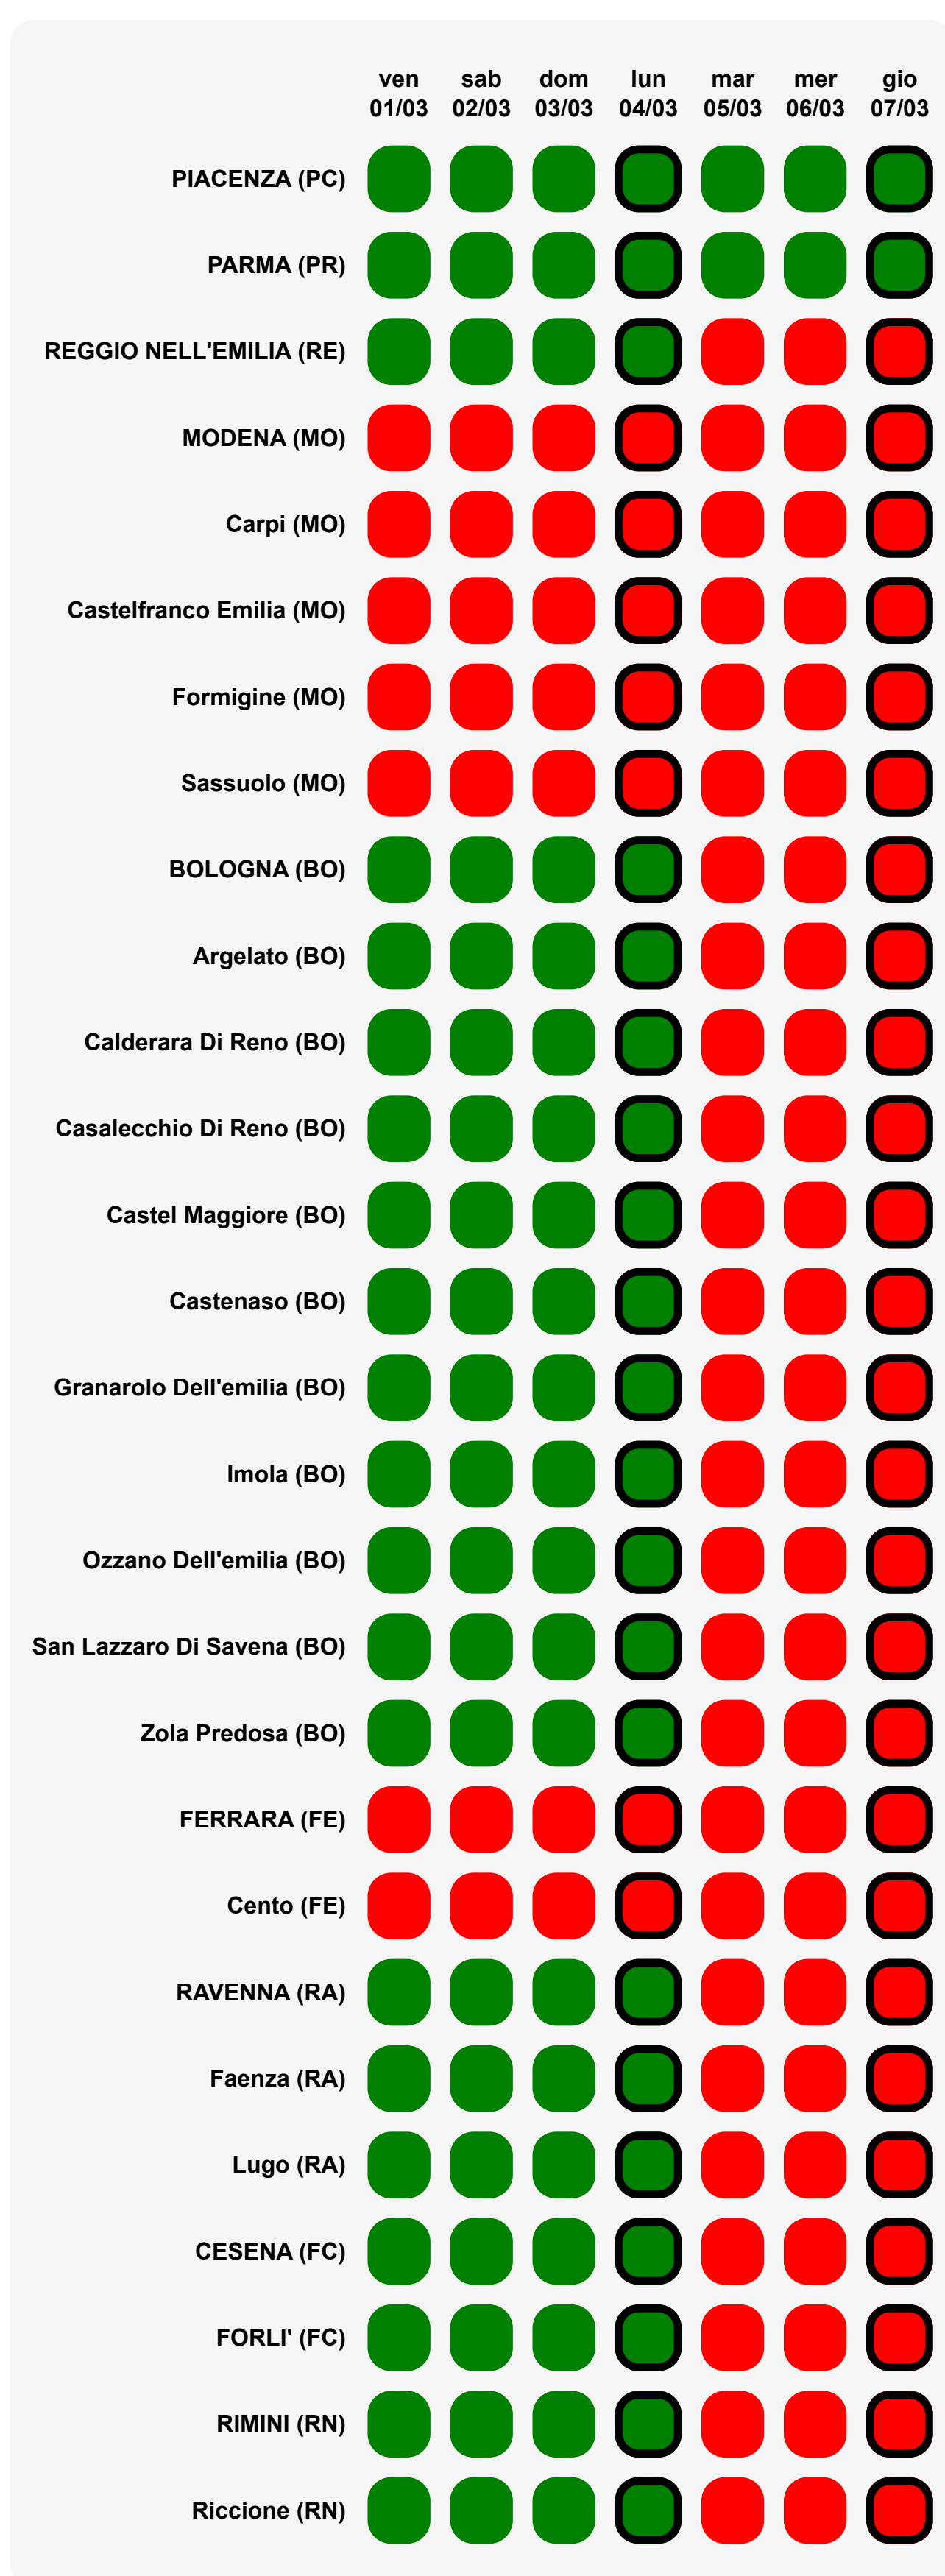 ven sab dom lun mar mer gio
01/03 02/03 03/03 04/03 05/03 06/03 07/03
PIACENZA (PC)
PARMA (PR)
REGGIO NELL'EMILIA (RE)
MODENA (MO)
Carpi (MO)
Castelfranco Emilia (MO)
Formigine (MO)
Sassuolo (MO)
BOLOGNA (BO)
Argelato (BO)
Calderara Di Reno (BO)
Casalecchio Di Reno (BO)
Castel Maggiore (BO)
Castenaso (BO)
Granarolo Dell'emilia (BO)
Imola (BO)
Ozzano Dell'emilia (BO)
San Lazzaro Di Savena (BO)
Zola Predosa (BO)
FERRARA (FE)
Cento (FE)
RAVENNA (RA)
Faenza (RA)
Lugo (RA)
CESENA (FC)
FORLI' (FC)
RIMINI (RN)
Riccione (RN)